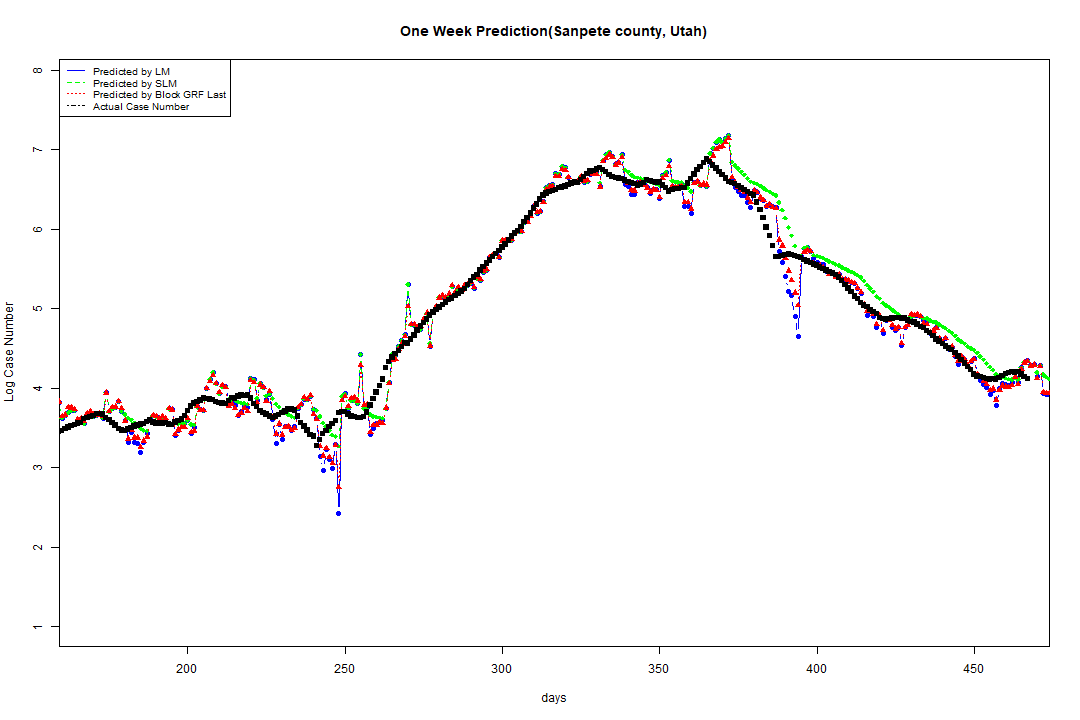 One Week Prediction(Sanpete county, Utah)
Predicted by LM
Predicted by SLM
Predicted by Block GRF Last
Actual Case Number
8
7
6
5
4
3
2
1
Log Case Number
200 250 300 350 400 450
days